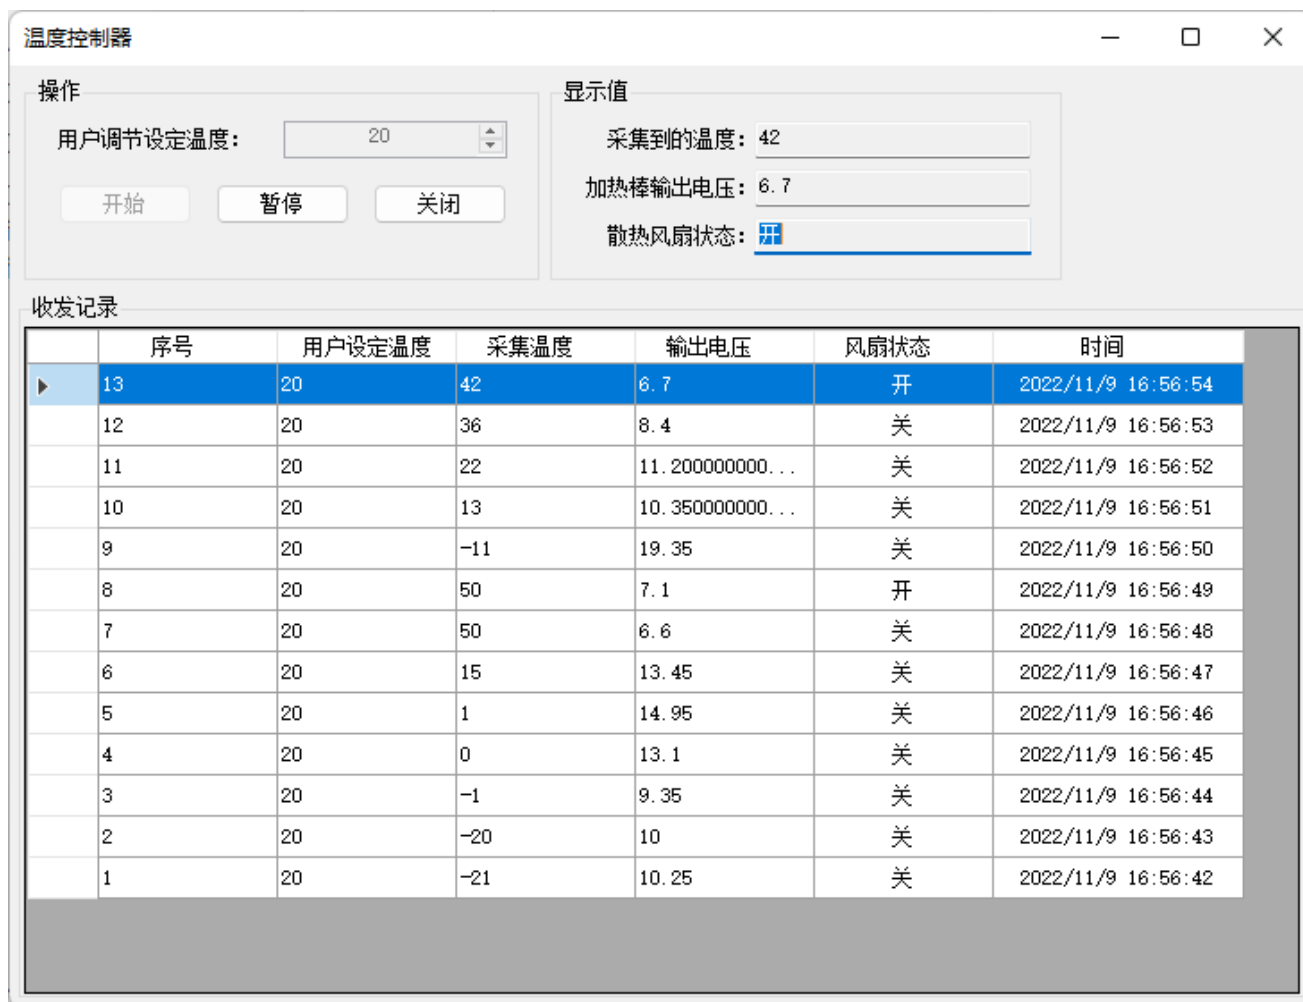 温度控制器
操作
用户调节设定温度: 20
开始 暂停 关闭
显示值
采集到的温度: 42
加热棒输出电压: 6.7
散热风扇状态: 开
收发记录
序号 用户设定温度 采集温度 输出电压 风扇状态 时间
13 20 42 6.7 开 2022/11/9 16:56:54
12 20 36 8.4 关 2022/11/9 16:56:53
11 20 22 11.200000000... 关 2022/11/9 16:56:52
10 20 13 10.350000000... 关 2022/11/9 16:56:51
9 20 -11 19.35 关 2022/11/9 16:56:50
8 20 50 7.1 开 2022/11/9 16:56:49
7 20 50 6.6 关 2022/11/9 16:56:48
6 20 15 13.45 关 2022/11/9 16:56:47
5 20 1 14.95 关 2022/11/9 16:56:46
4 20 0 13.1 关 2022/11/9 16:56:45
3 20 -1 9.35 关 2022/11/9 16:56:44
2 20 -20 10 关 2022/11/9 16:56:43
1 20 -21 10.25 关 2022/11/9 16:56:42